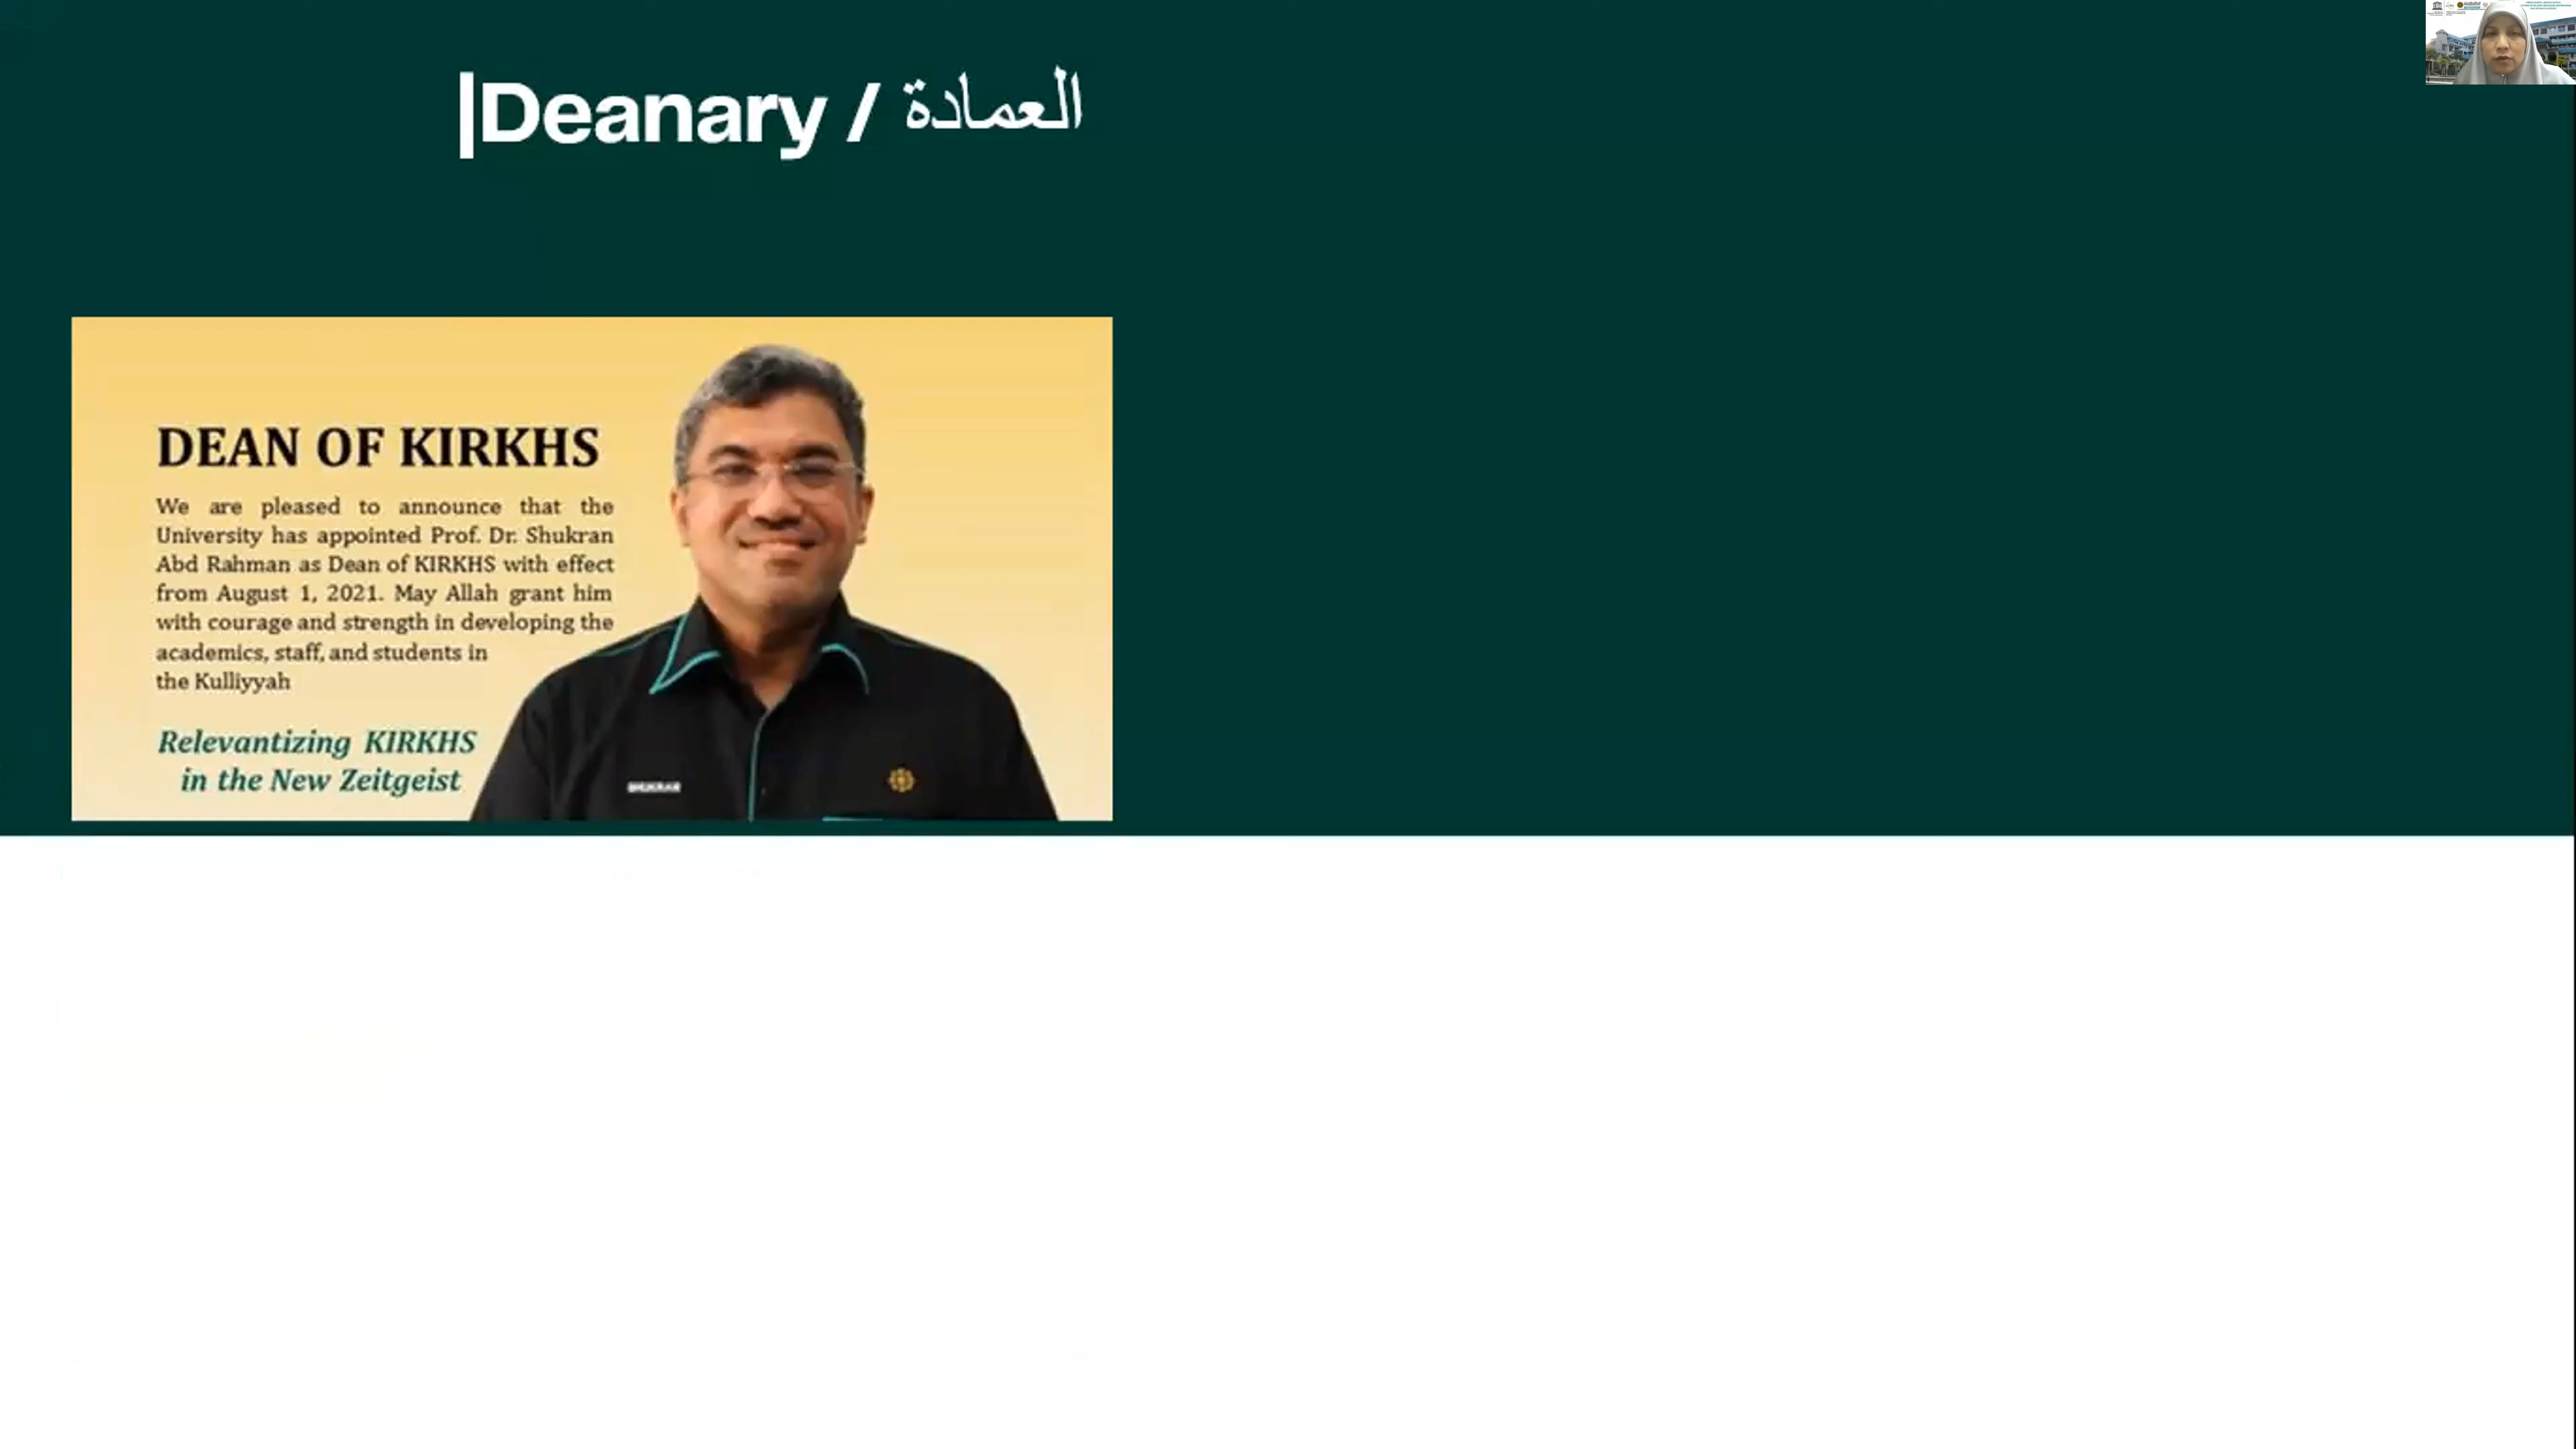 |Deanary / العمادة
DEAN OF KIRKHS
We are pleased to announce that the
University has appointed Prof. Dr. Shukran
Abd Rahman as Dean of KIRKHS with effect
from August 1, 2021. May Allah grant him
with courage and strength in developing the
academics, staff, and students in
the Kulliyyah
Relevantizing KIRKHS
in the New Zeitgeist
SHUKRAN